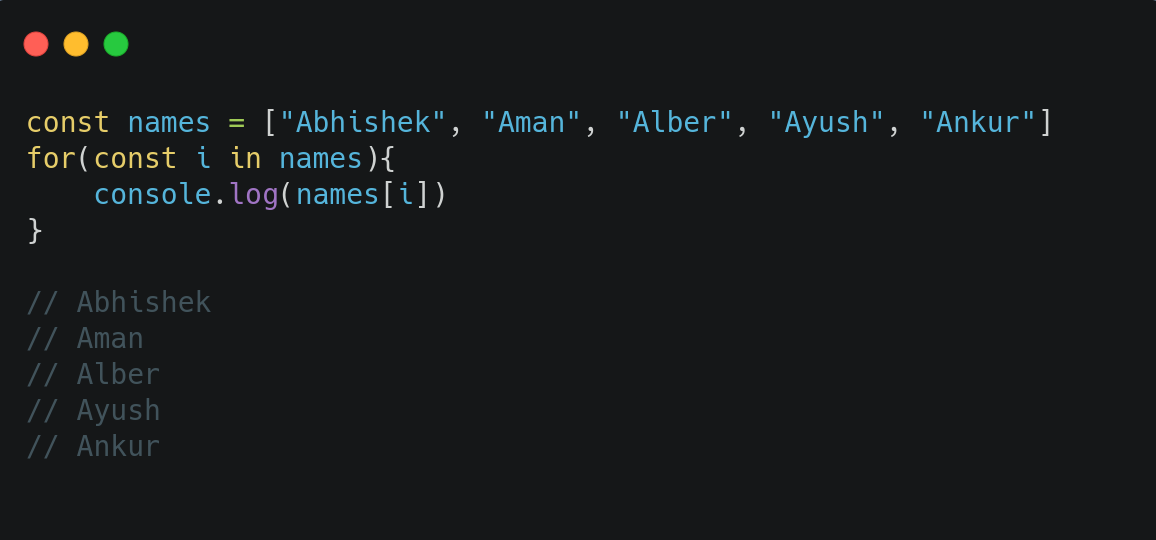 const names = ["Abhishek", "Aman", "Alber", "Ayush", "Ankur"]
for(const i in names){
    console.log(names[i])
}

// Abhishek
// Aman
// Alber
// Ayush
// Ankur